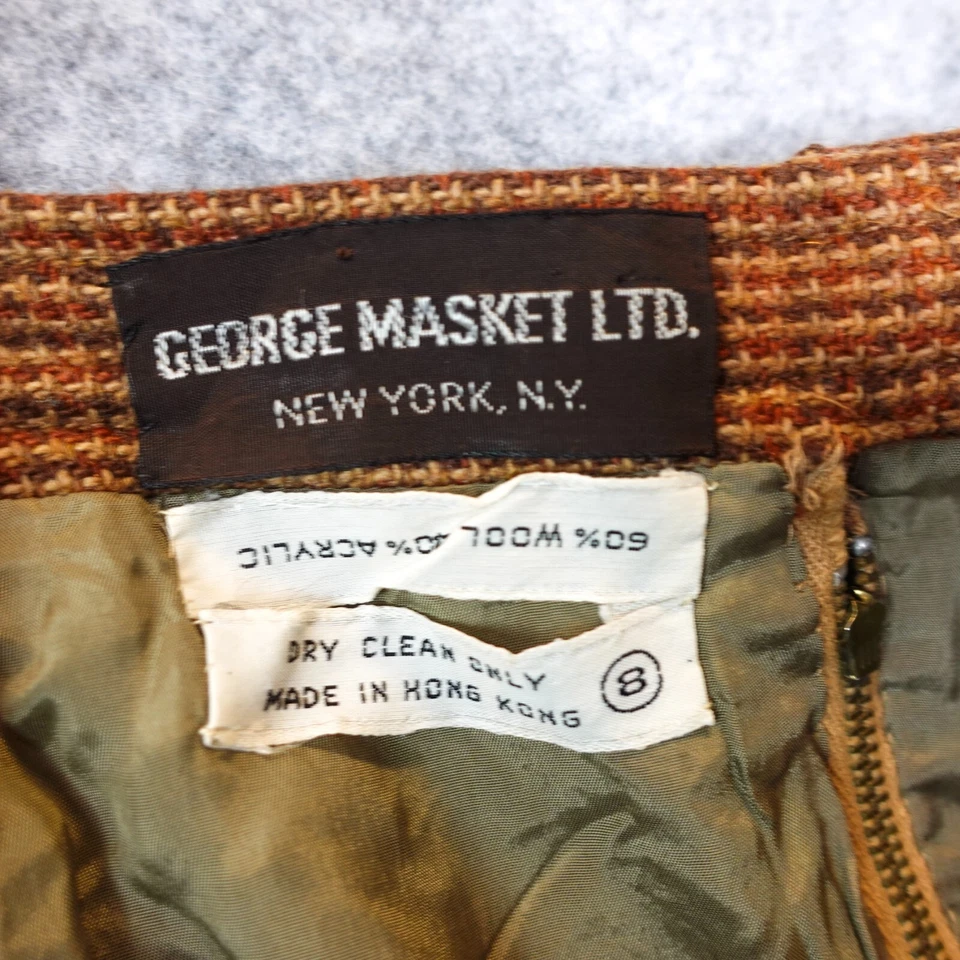 GEORGE MASKET LTD.
NEW YORK, N.Y.
60% WOOL 40% ACRYLIC
DRY CLEAN ONLY
MADE IN HONG KONG
8